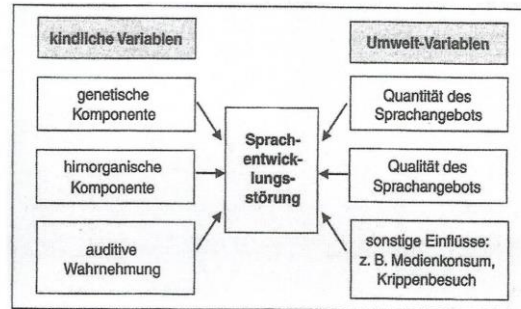 kindliche Variablen
genetische
Komponente
hirnorganische
Komponente
auditive
Wahrnehmung
Sprach-
entwick-
lungs-
störung
Umwelt-Variablen
Quantität des
Sprachangebots
Qualität des
Sprachangebots
sonstige Einflüsse:
z. B. Medienkonsum,
Krippenbesuch